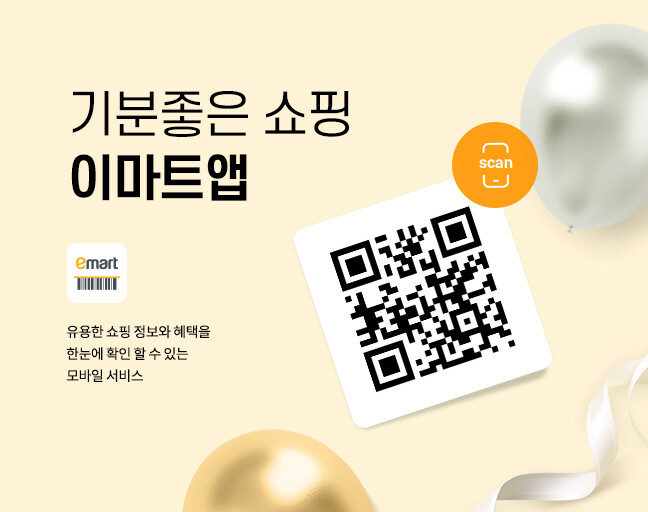 기분좋은 쇼핑
이마트앱
scan
emart
유용한 쇼핑 정보와 혜택을
한눈에 확인 할 수 있는
모바일 서비스